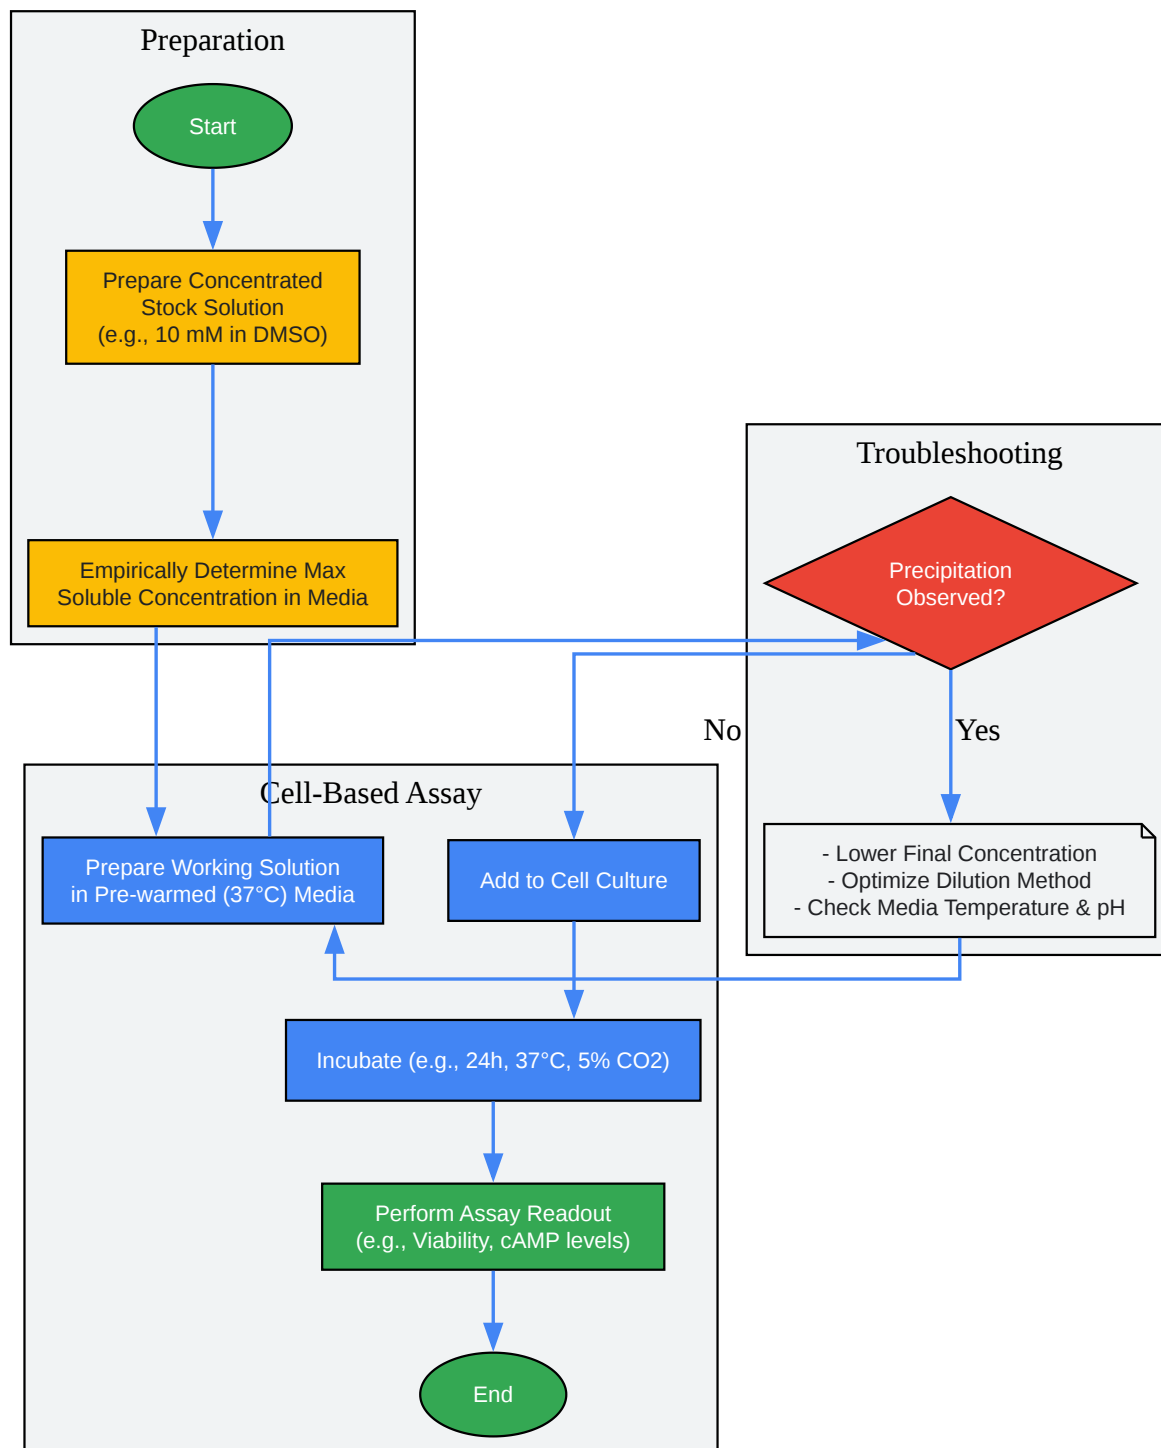 Preparation
Start
Prepare Concentrated
Stock Solution
(e.g., 10 mM in DMSO)
Empirically Determine Max
Soluble Concentration in Media
Troubleshooting
Precipitation
Observed?
No
Yes
- Lower Final Concentration
- Optimize Dilution Method
- Check Media Temperature & pH
Cell-Based Assay
Prepare Working Solution
in Pre-warmed (37°C) Media
Add to Cell Culture
Incubate (e.g., 24h, 37°C, 5% CO2)
Perform Assay Readout
(e.g., Viability, cAMP levels)
End